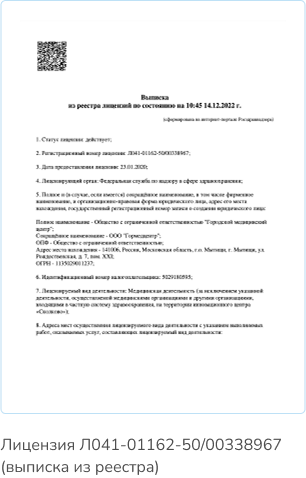 Выписка
из реестра лицензий по состоянию на 10:45 14.12.2022 г.
(сформирована на интернет-портале Росздравнадзора)
1. Статус лицензии: действует;
2. Регистрационный номер лицензии: Л041-01162-50/00338967;
3. Дата предоставления лицензии: 23.01.2020;
4. Лицензирующий орган: Федеральная служба по надзору в сфере здравоохранения;
5. Полное и (в случае, если имеется) сокращённое наименование, в том числе фирменное
наименование, и организационно-правовая форма юридического лица, адрес его места
нахождения, государственный регистрационный номер записи о создании юридического лица:
Полное наименование - Общество с ограниченной ответственностью "Городской медицинский
центр";
Сокращённое наименование - ООО "Гормедцентр";
ОПФ - Общество с ограниченной ответственностью;
Адрес места нахождения - 141006, Россия, Московская область, г.о. Мытищи, г. Мытищи, ул
Рождественская, д. 7, пом. XXI;
ОГРН - 1135029011237;
6. Идентификационный номер налогоплательщика: 5029180595;
7. Лицензируемый вид деятельности: Медицинская деятельность (за исключением указанной
деятельности, осуществляемой медицинскими организациями и другими организациями,
входящими в частную систему здравоохранения, на территории инновационного центра
«Сколково»);
8. Адреса мест осуществления лицензируемого вида деятельности с указанием выполняемых
работ, оказываемых услуг, составляющих лицензируемый вид деятельности:
Лицензия Л041-01162-50/00338967
(выписка из реестра)